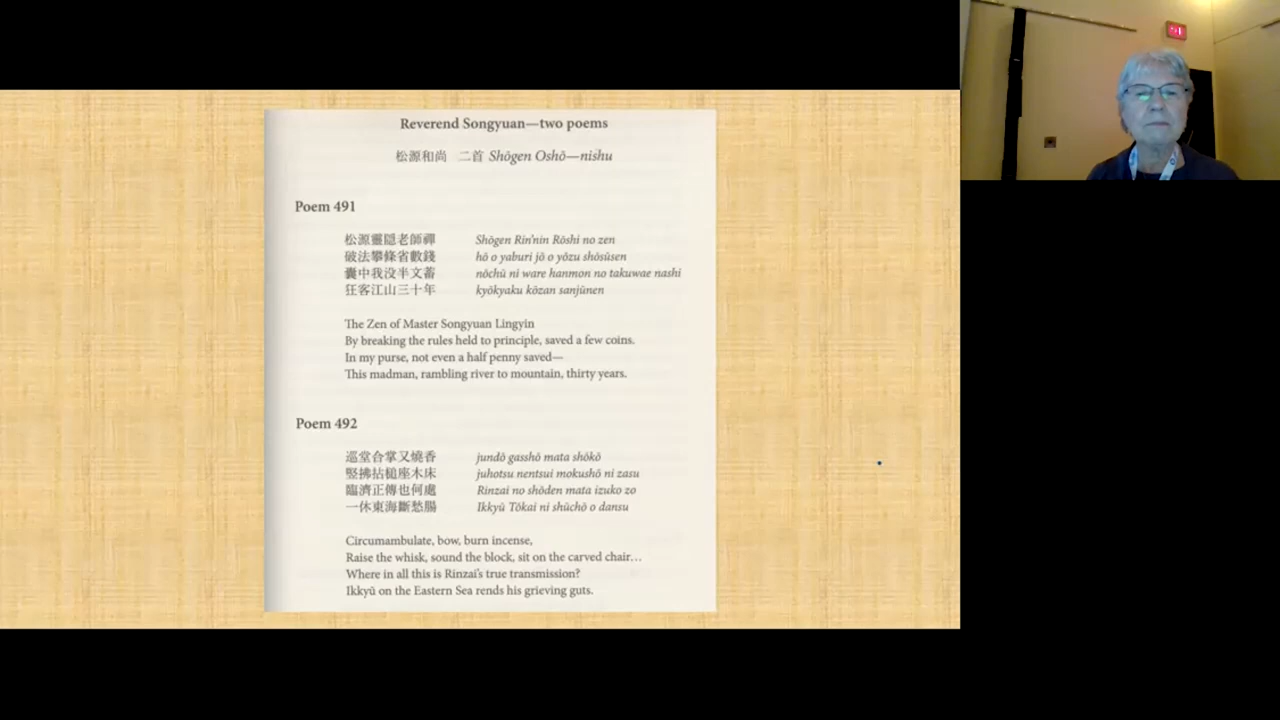 Reverend Songyuan—two poems
松源和尚 二首 Shōgen Oshō—nishu
Poem 491
松源靈隠老師禪 Shōgen Rin'nin Rōshi no zen
破法攀條省數錢 hō o yaburi jō o yōzu shōsūsen
嚢中我没半文蓄 nōchū ni ware hanmon no takuwae nashi
狂客江山三十年 kyōkyaku kōzan sanjūnen
The Zen of Master Songyuan Lingyin
By breaking the rules held to principle, saved a few coins.
In my purse, not even a half penny saved—
This madman, rambling river to mountain, thirty years.
Poem 492
巡堂合掌又燒香 jundō gasshō mata shōkō
竪拂拈槌座木床 juhotsu nentsui mokushō ni zasu
臨濟正傳也何處 Rinzai no shōden mata izuko zo
一休東海斷愁腸 Ikkyū Tōkai ni shūchō o dansu
Circumambulate, bow, burn incense,
Raise the whisk, sound the block, sit on the carved chair…
Where in all this is Rinzai's true transmission?
Ikkyū on the Eastern Sea rends his grieving guts.